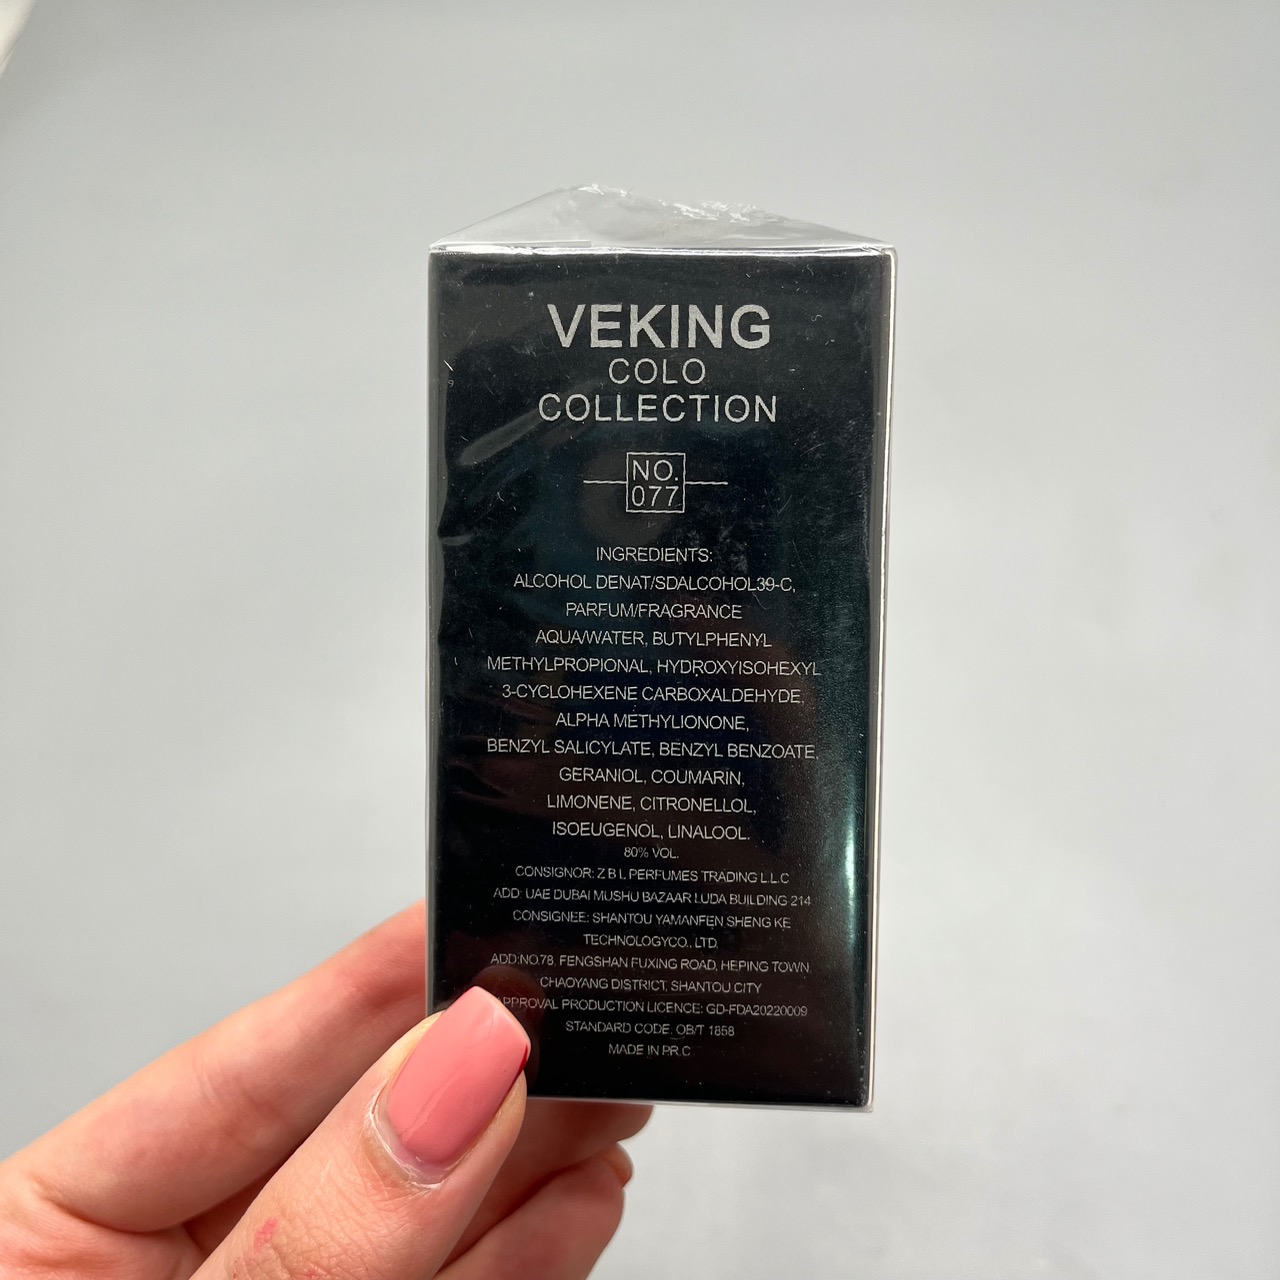 VEKING
COLO
COLLECTION
NO.
077
INGREDIENTS:
ALCOHOL DENAT/SDALCOHOL39-C,
PARFUM/FRAGRANCE
AQUA/WATER, BUTYLPHENYL
METHYLPROPIONAL, HYDROXYISOHEXYL
3-CYCLOHEXENE CARBOXALDEHYDE,
ALPHA METHYLIONONE,
BENZYL SALICYLATE, BENZYL BENZOATE,
GERANIOL, COUMARIN,
LIMONENE, CITRONELLOL,
ISOEUGENOL, LINALOOL.
80% VOL.
CONSIGNOR: Z B L PERFUMES TRADING L.L.C
ADD: UAE DUBAI MUSHU BAZAAR LUDA BUILDING 214
CONSIGNEE: SHANTOU YAMANFEN SHENG KE
TECHNOLOGYCO., LTD.
ADD:NO.78, FENGSHAN FUXING ROAD, HEPING TOWN,
CHAOYANG DISTRICT, SHANTOU CITY
APPROVAL PRODUCTION LICENCE: GD-FDA20220009
STANDARD CODE. QB/T 1858
MADE IN P.R.C